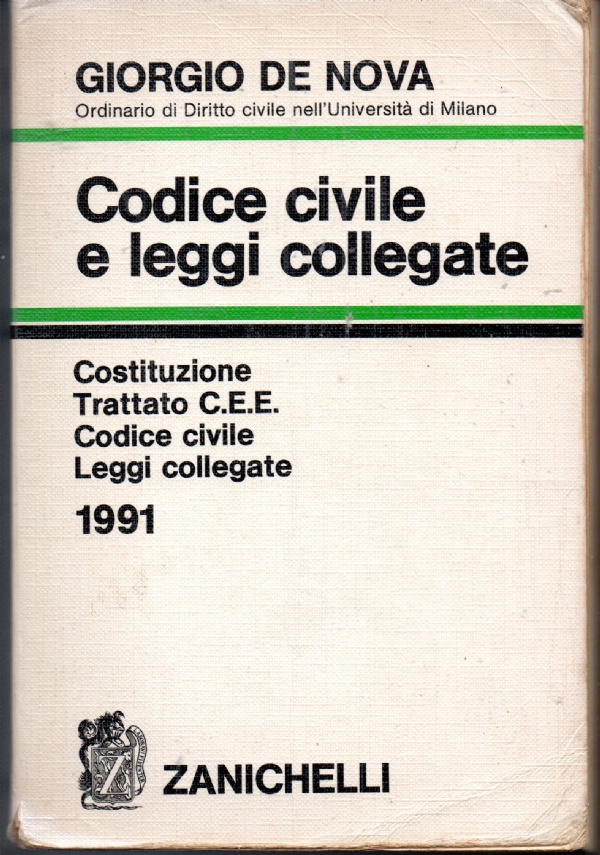 GIORGIO DE NOVA
Ordinario di Diritto civile nell'Università di Milano
Codice civile
e leggi collegate
Costituzione
Trattato C.E.E.
Codice civile
Leggi collegate
1991
Z
ZANICHELLI